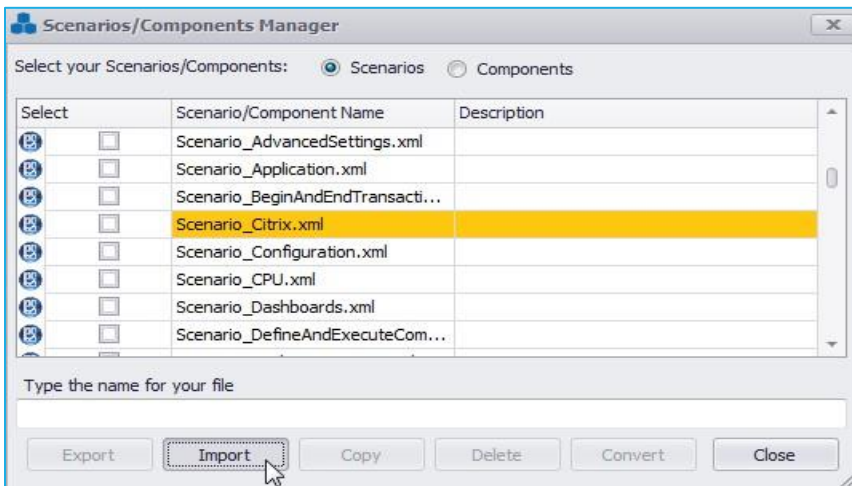 Scenarios/Components Manager
Select your Scenarios/Components: Scenarios Components
Select Scenario/Component Name Description
Scenario_AdvancedSettings.xml
Scenario_Application.xml
Scenario_BeginAndEndTransacti...
Scenario_Citrix.xml
Scenario_Configuration.xml
Scenario_CPU.xml
Scenario_Dashboards.xml
Scenario_DefineAndExecuteCom...
Type the name for your file
Export Import Copy Delete Convert Close